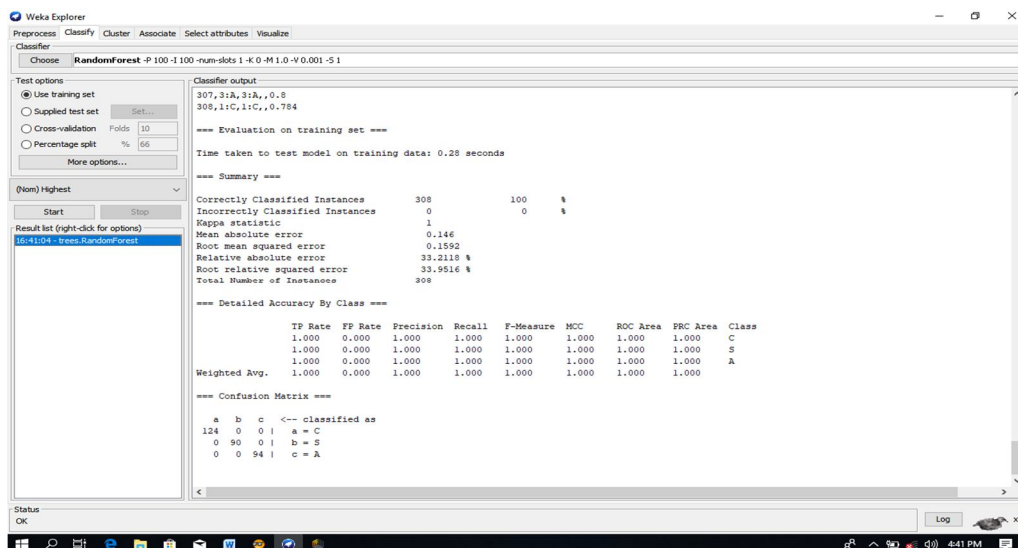 Weka Explorer
Preprocess Classify Cluster Associate Select attributes Visualize
Classifier
Choose RandomForest -P 100 -I 100 -num-slots 1 -K 0 -M 1.0 -V 0.001 -S 1
Test options
Use training set
Supplied test set Set...
Cross-validation Folds 10
Percentage split % 66
More options...
(Nom) Highest
Start Stop
Result list (right-click for options)
16:41:04 - trees.RandomForest
Classifier output
307,3:A,3:A,,0.8
308,1:C,1:C,,0.784
=== Evaluation on training set ===
Time taken to test model on training data: 0.28 seconds
=== Summary ===
Correctly Classified Instances 308 100 %
Incorrectly Classified Instances 0 0 %
Kappa statistic 1
Mean absolute error 0.146
Root mean squared error 0.1592
Relative absolute error 33.2118 %
Root relative squared error 33.9516 %
Total Number of Instances 308
=== Detailed Accuracy By Class ===
TP Rate FP Rate Precision Recall F-Measure MCC ROC Area PRC Area Class
1.000 0.000 1.000 1.000 1.000 1.000 1.000 1.000 C
1.000 0.000 1.000 1.000 1.000 1.000 1.000 1.000 S
1.000 0.000 1.000 1.000 1.000 1.000 1.000 1.000 A
Weighted Avg. 1.000 0.000 1.000 1.000 1.000 1.000 1.000 1.000
=== Confusion Matrix ===
a b c <-- classified as
124 0 0 | a = C
0 90 0 | b = S
0 0 94 | c = A
Status
OK
Log x
4:41 PM